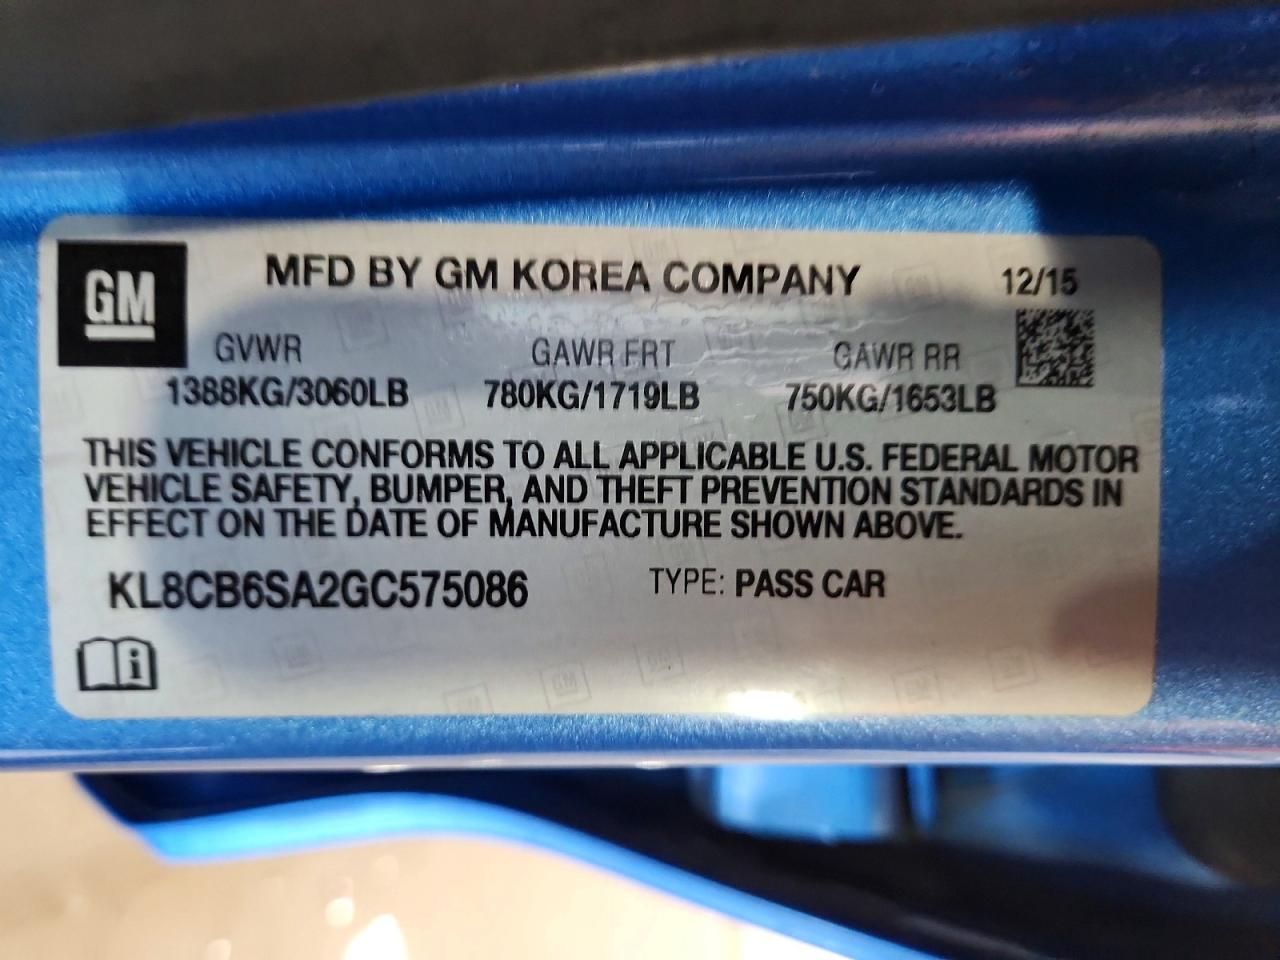 GM
MFD BY GM KOREA COMPANY 12/15
GVWR GAWR FRT GAWR RR
1388KG/3060LB 780KG/1719LB 750KG/1653LB
THIS VEHICLE CONFORMS TO ALL APPLICABLE U.S. FEDERAL MOTOR
VEHICLE SAFETY, BUMPER, AND THEFT PREVENTION STANDARDS IN
EFFECT ON THE DATE OF MANUFACTURE SHOWN ABOVE.
KL8CB6SA2GC575086 TYPE: PASS CAR
i